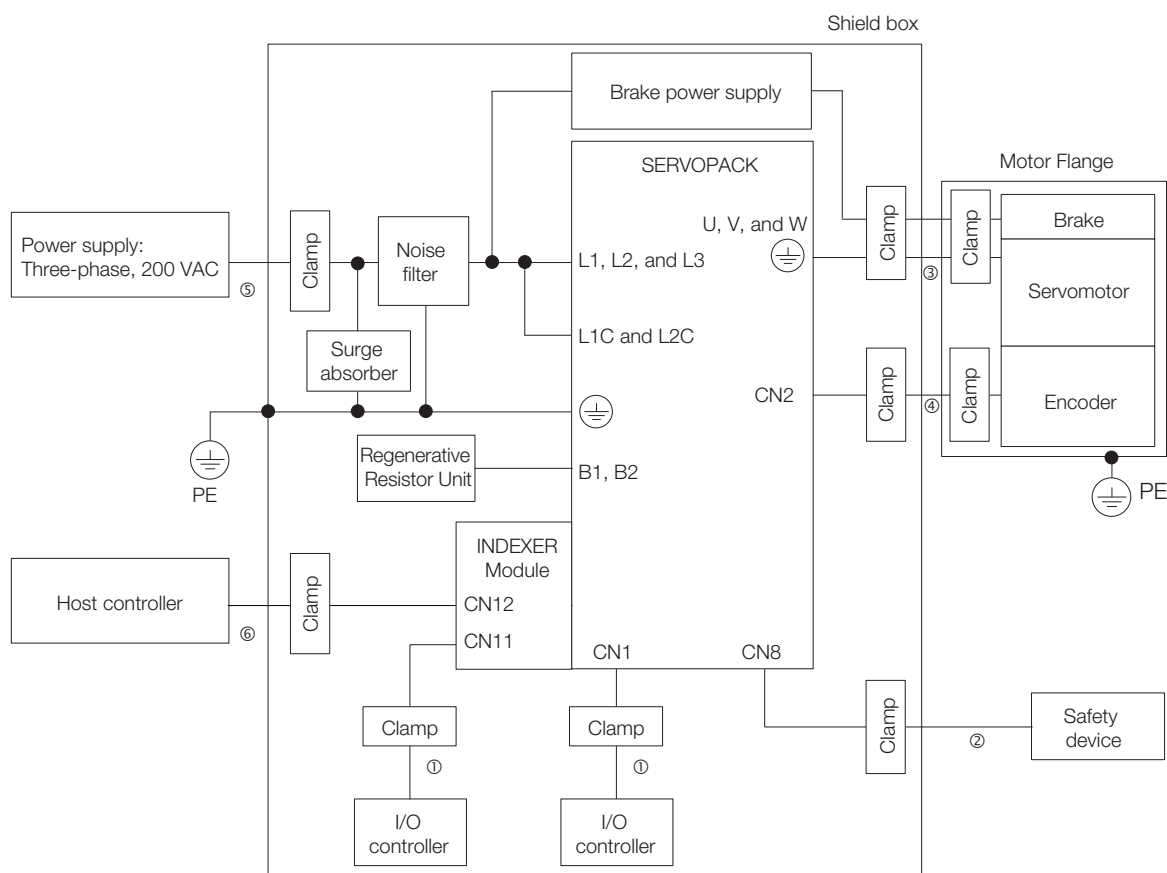 Shield box
Brake power supply
SERVOPACK
Motor Flange
Power supply:
Three-phase, 200 VAC
⑤
Clamp
Noise
filter
L1, L2, and L3
U, V, and W
Clamp
③
Clamp
Brake
Servomotor
Surge
absorber
L1C and L2C
CN2
Clamp
④
Clamp
Encoder
PE
Regenerative
Resistor Unit
B1, B2
PE
INDEXER
Module
Host controller
⑥
Clamp
CN12
CN11
CN1
CN8
Clamp
①
Clamp
①
Clamp
②
Safety
device
I/O
controller
I/O
controller